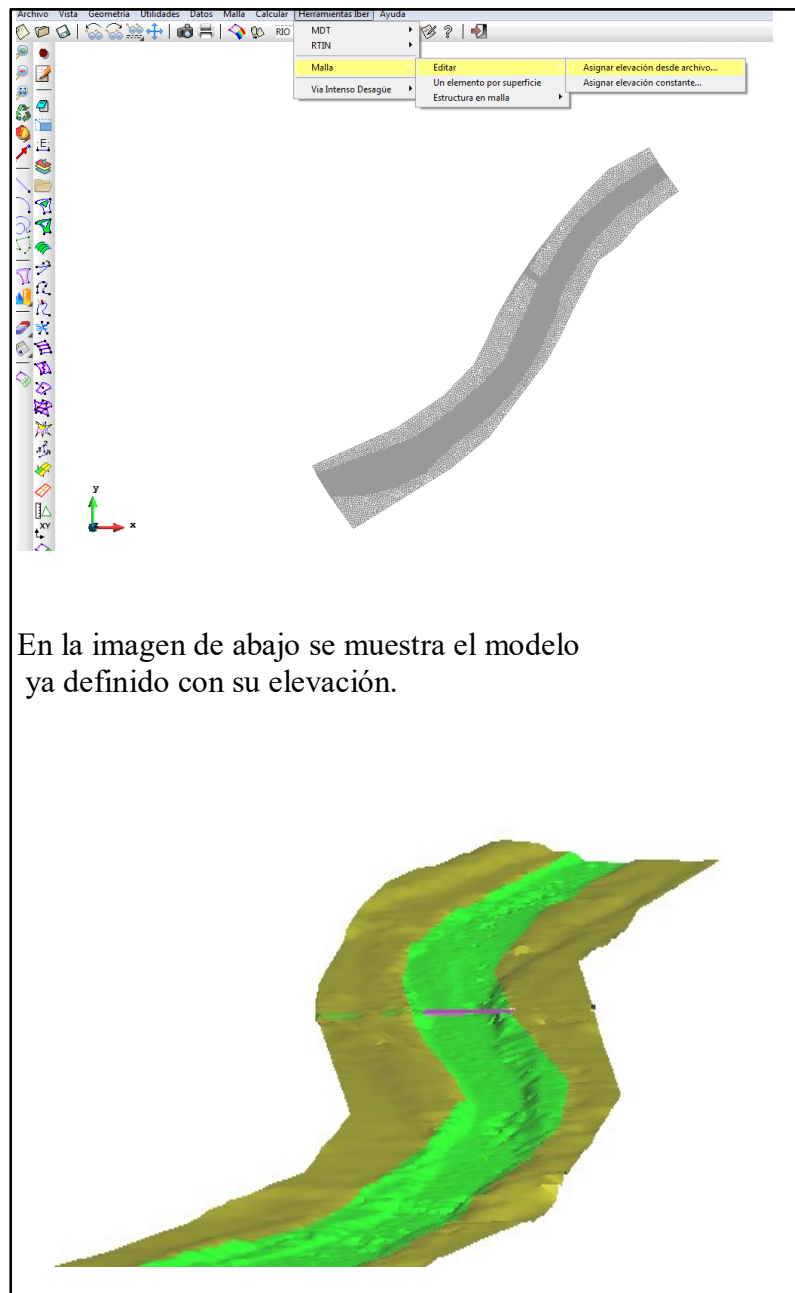 Archivo Vista Geometría Utilidades Datos Malla Calcular Herramientas Iber Ayuda
RIO
MDT
RTIN
Malla
Vía Intenso Desagüe
Editar
Un elemento por superficie
Estructura en malla
Asignar elevación desde archivo...
Asignar elevación constante...
y
x
En la imagen de abajo se muestra el modelo
ya definido con su elevación.